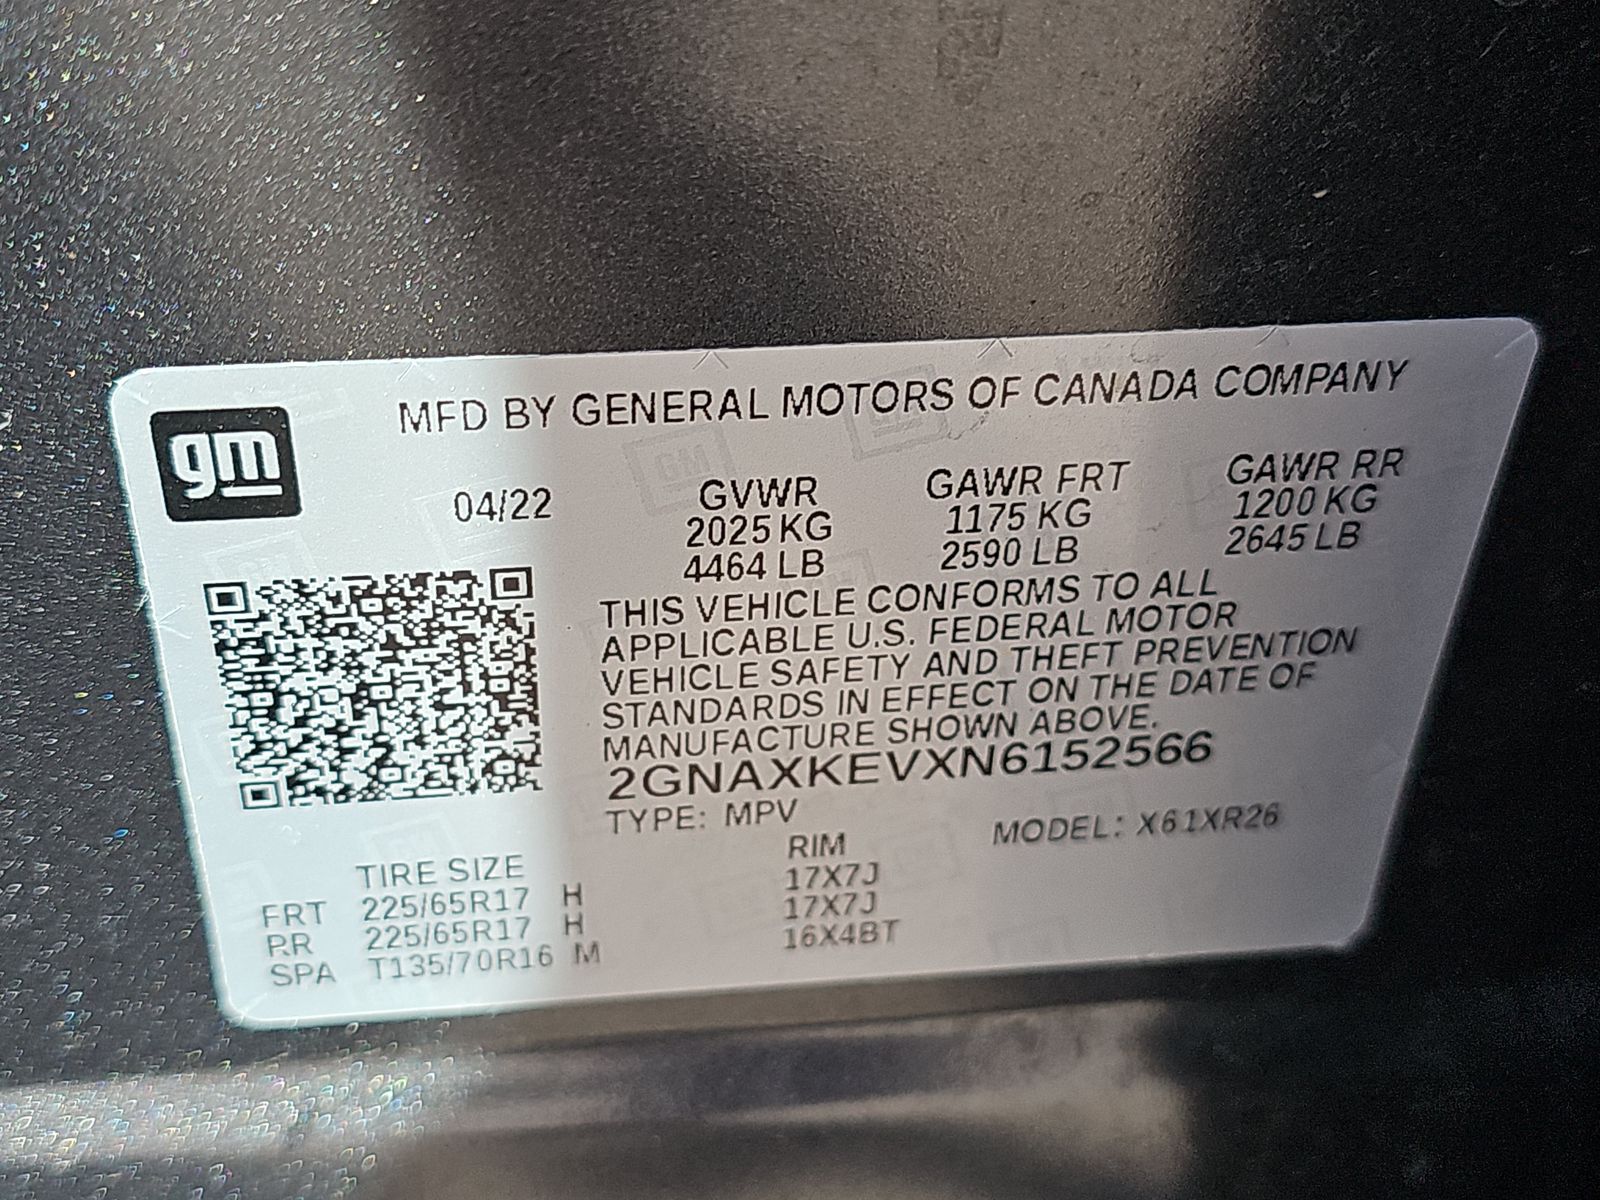 gm
MFD BY GENERAL MOTORS OF CANADA COMPANY
04/22 GVWR GAWR FRT GAWR RR
2025 KG 1175 KG 1200 KG
4464 LB 2590 LB 2645 LB
THIS VEHICLE CONFORMS TO ALL
APPLICABLE U.S. FEDERAL MOTOR
VEHICLE SAFETY AND THEFT PREVENTION
STANDARDS IN EFFECT ON THE DATE OF
MANUFACTURE SHOWN ABOVE.
2GNAXKEVXN6152566
TYPE: MPV MODEL: X61XR26
TIRE SIZE RIM
FRT 225/65R17 H 17X7J
RR 225/65R17 H 17X7J
SPA T135/70R16 M 16X4BT